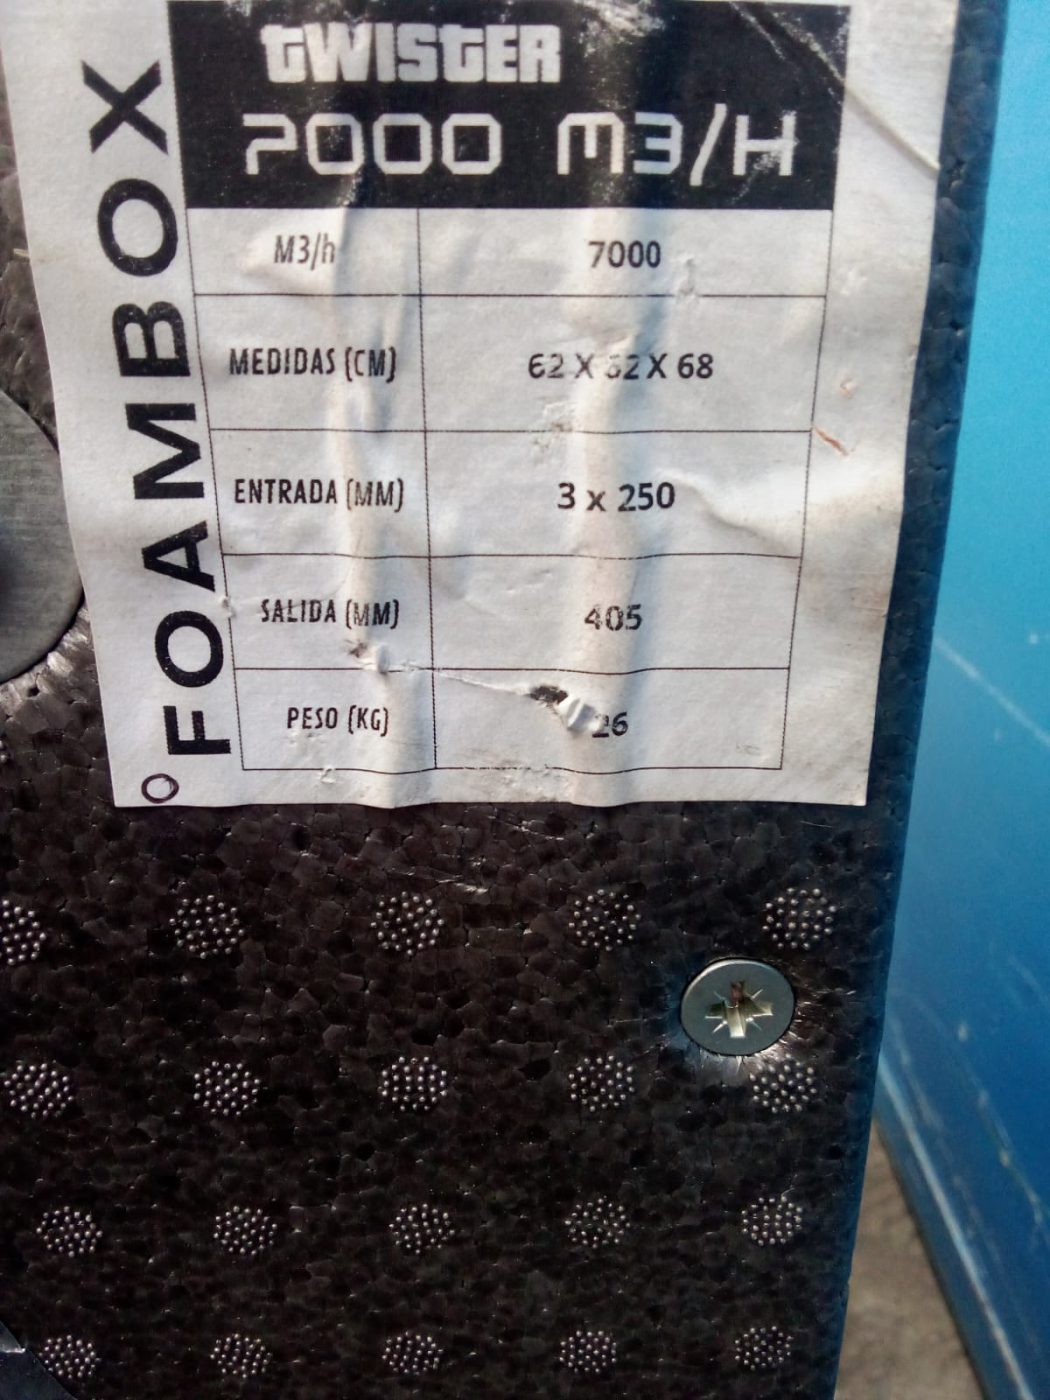 TWISTER
7000 M3/H
°FOAMBOX
M3/h 7000
MEDIDAS (CM) 62 X 62 X 68
ENTRADA (MM) 3 x 250
SALIDA (MM) 405
PESO (KG) 26